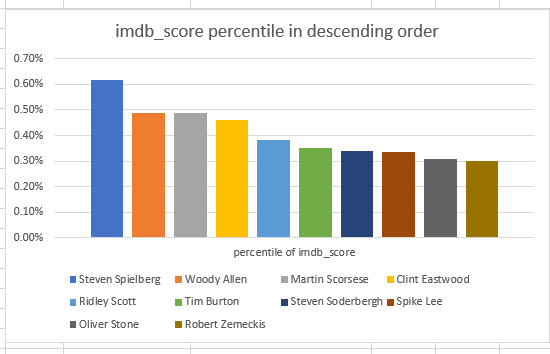 imdb_score percentile in descending order
0.70%
0.60%
0.50%
0.40%
0.30%
0.20%
0.10%
0.00%
percentile of imdb_score
Steven Spielberg Woody Allen Martin Scorsese Clint Eastwood
Ridley Scott Tim Burton Steven Soderbergh Spike Lee
Oliver Stone Robert Zemeckis